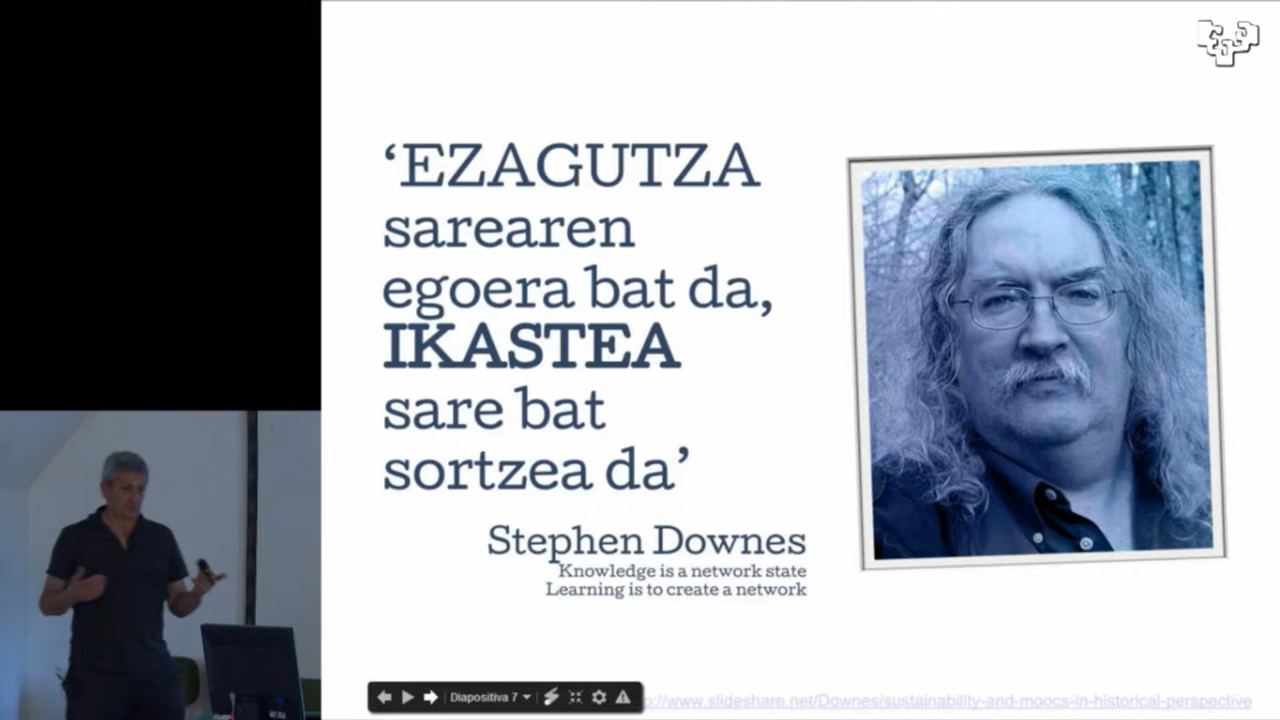 ‘EZAGUTZA
sarearen
egoera bat da,
IKASTEA
sare bat
sortzea da’
Stephen Downes
Knowledge is a network state
Learning is to create a network
Diapositiva 7
://www.slideshare.net/Downes/sustainability-and-moocs-in-historical-perspective